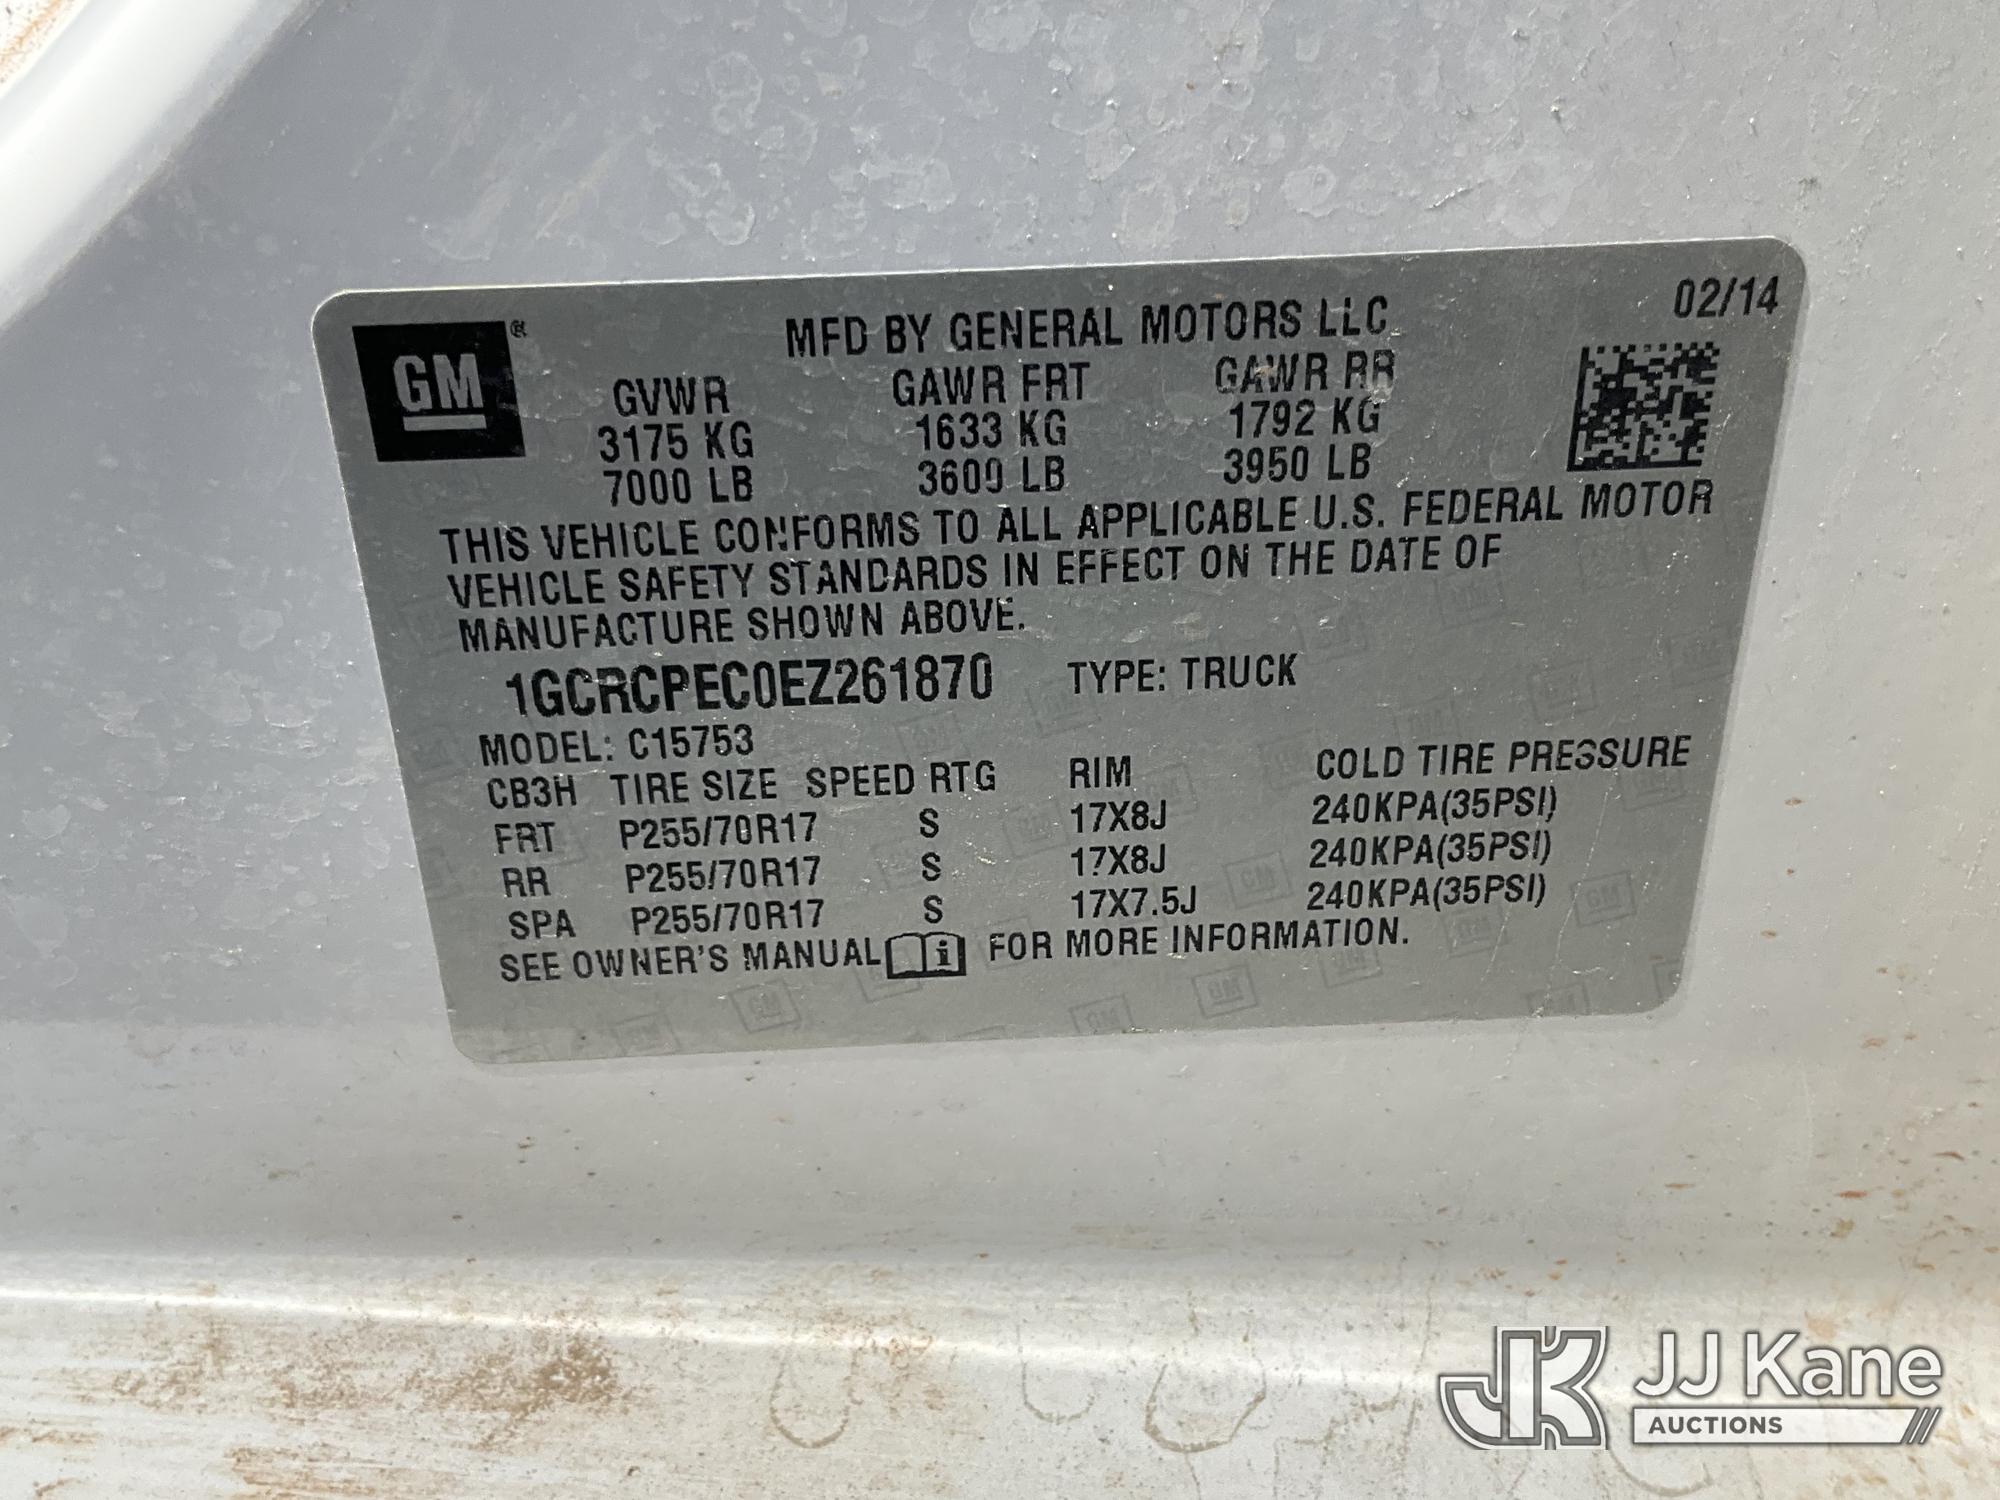 02/14
GM®
MFD BY GENERAL MOTORS LLC
GVWR GAWR FRT GAWR RR
3175 KG 1633 KG 1792 KG
7000 LB 3600 LB 3950 LB
THIS VEHICLE CONFORMS TO ALL APPLICABLE U.S. FEDERAL MOTOR
VEHICLE SAFETY STANDARDS IN EFFECT ON THE DATE OF
MANUFACTURE SHOWN ABOVE.
1GCRCPEC0EZ261870 TYPE: TRUCK
MODEL: C15753
CB3H TIRE SIZE SPEED RTG RIM COLD TIRE PRESSURE
FRT P255/70R17 S 17X8J 240KPA(35PSI)
RR P255/70R17 S 17X8J 240KPA(35PSI)
SPA P255/70R17 S 17X7.5J 240KPA(35PSI)
SEE OWNER'S MANUAL i FOR MORE INFORMATION.
JK JJ Kane
AUCTIONS